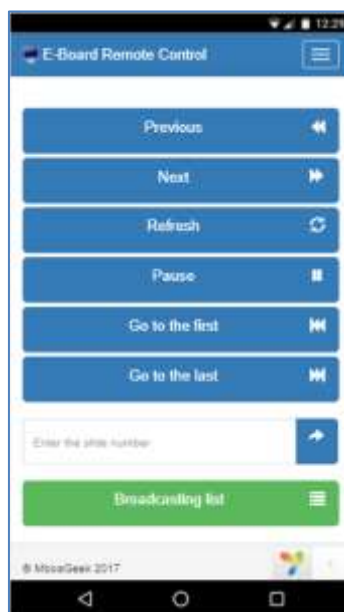 12:29
E-Board Remote Control
Previous
Next
Refresh
Pause
Go to the first
Go to the last
Enter the slide number
Broadcasting list
© MboaGeek 2017